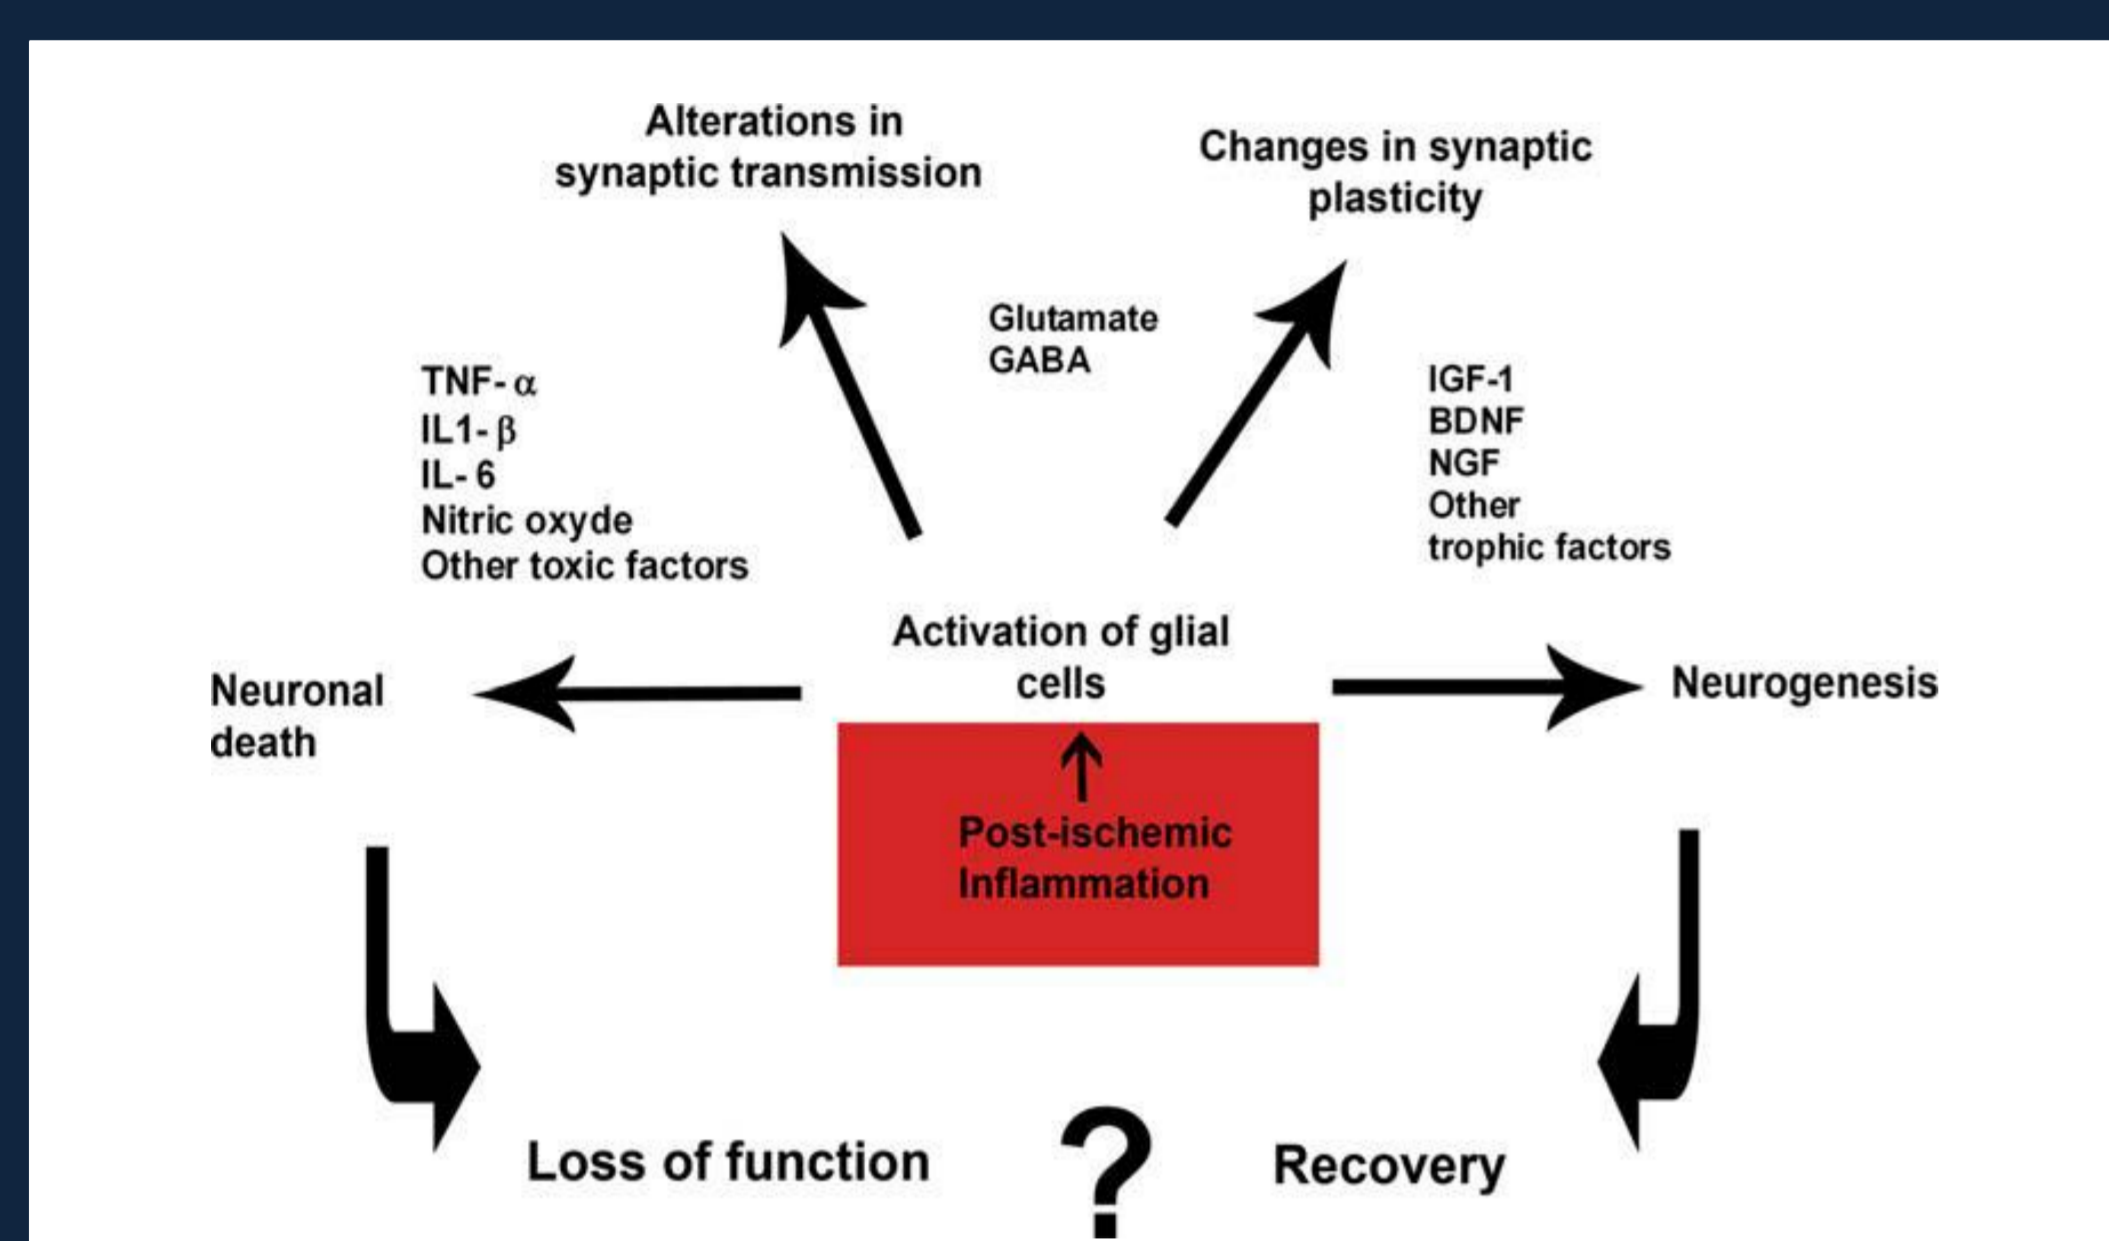 Alterations in
synaptic transmission
Changes in synaptic
plasticity
Glutamate
GABA
TNF- α
IL1- β
IL- 6
Nitric oxyde
Other toxic factors
IGF-1
BDNF
NGF
Other
trophic factors
Activation of glial
cells
Neuronal
death
Neurogenesis
Post-ischemic
Inflammation
Loss of function
?
Recovery